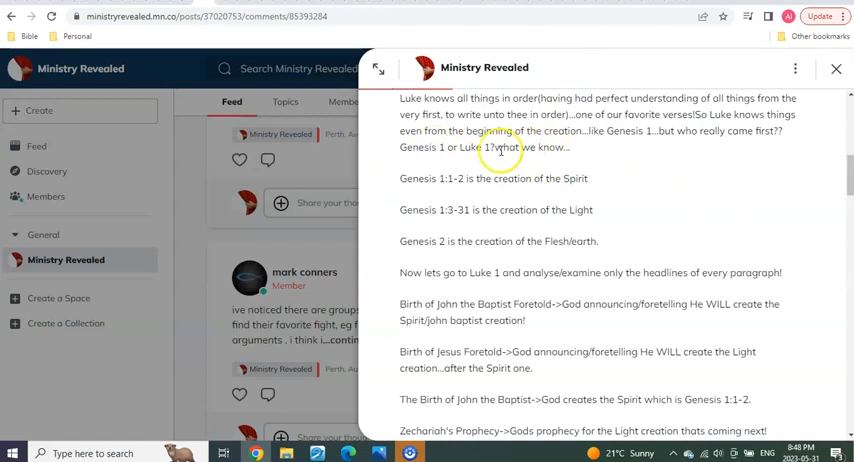 ministryrevealed.mn.co/posts/37020753/comments/85393284
AI
Update
Bible
Personal
Other bookmarks
Ministry Revealed
Search Ministry Revealed
Create
Feed
Discovery
Members
General
Ministry Revealed
Create a Space
Create a Collection
Feed
Topics
Membe
Ministry Revealed
Perth, Au
Share your thou
mark conners
Member
ive noticed there are groups
find their favorite fight, eg f
arguments . i think i...contin
Ministry Revealed
Perth, Au
Share your thou
Ministry Revealed
Luke knows all things in order(having had perfect understanding of all things from the
very first, to write unto thee in order)...one of our favorite verses!So Luke knows things
even from the beginning of the creation...like Genesis 1...but who really came first??
Genesis 1 or Luke 1?what we know...
Genesis 1:1-2 is the creation of the Spirit
Genesis 1:3-31 is the creation of the Light
Genesis 2 is the creation of the Flesh/earth.
Now lets go to Luke 1 and analyse/examine only the headlines of every paragraph!
Birth of John the Baptist Foretold->God announcing/foretelling He WILL create the
Spirit/john baptist creation!
Birth of Jesus Foretold->God announcing/foretelling He WILL create the Light
creation...after the Spirit one.
The Birth of John the Baptist->God creates the Spirit which is Genesis 1:1-2.
Zechariah's Prophecy->Gods prophecy for the Light creation thats coming next!
Type here to search
21°C Sunny
ENG
8:48 PM
2023-05-31
3